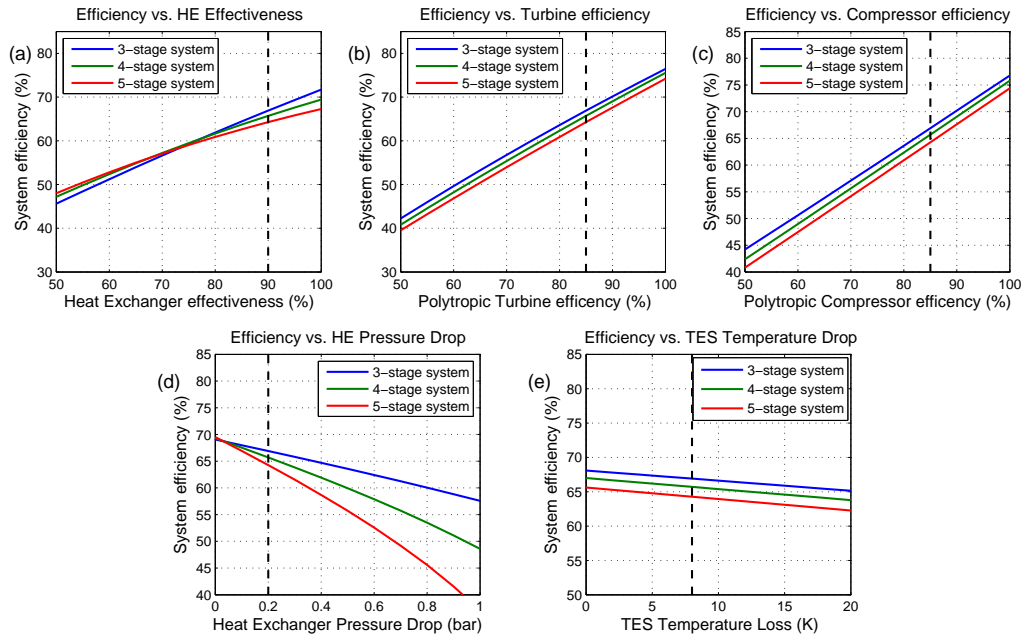 Efficiency vs. HE Effectiveness
(a)
3−stage system
4−stage system
5−stage system
System efficiency (%)
80
70
60
50
40
30
50 60 70 80 90 100
Heat Exchanger effectiveness (%)
Efficiency vs. Turbine efficiency
(b)
3−stage system
4−stage system
5−stage system
System efficiency (%)
80
70
60
50
40
30
50 60 70 80 90 100
Polytropic Turbine efficency (%)
Efficiency vs. Compressor efficiency
(c)
3−stage system
4−stage system
5−stage system
System efficiency (%)
85
80
75
70
65
60
55
50
45
40
50 60 70 80 90 100
Polytropic Compressor efficency (%)
Efficiency vs. HE Pressure Drop
(d)
3−stage system
4−stage system
5−stage system
System efficiency (%)
85
80
75
70
65
60
55
50
45
40
0 0.2 0.4 0.6 0.8 1
Heat Exchanger Pressure Drop (bar)
Efficiency vs. TES Temperature Drop
(e)
3−stage system
4−stage system
5−stage system
System efficiency (%)
85
80
75
70
65
60
55
50
5 10 15 20
0
TES Temperature Loss (K)